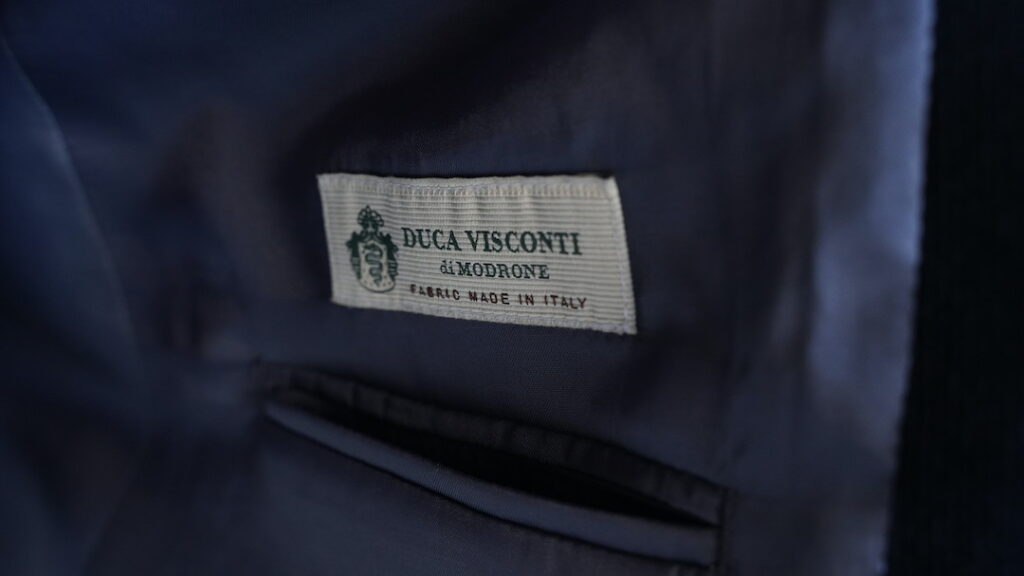 DUCA VISCONTI
di MODRONE
FABRIC MADE IN ITALY